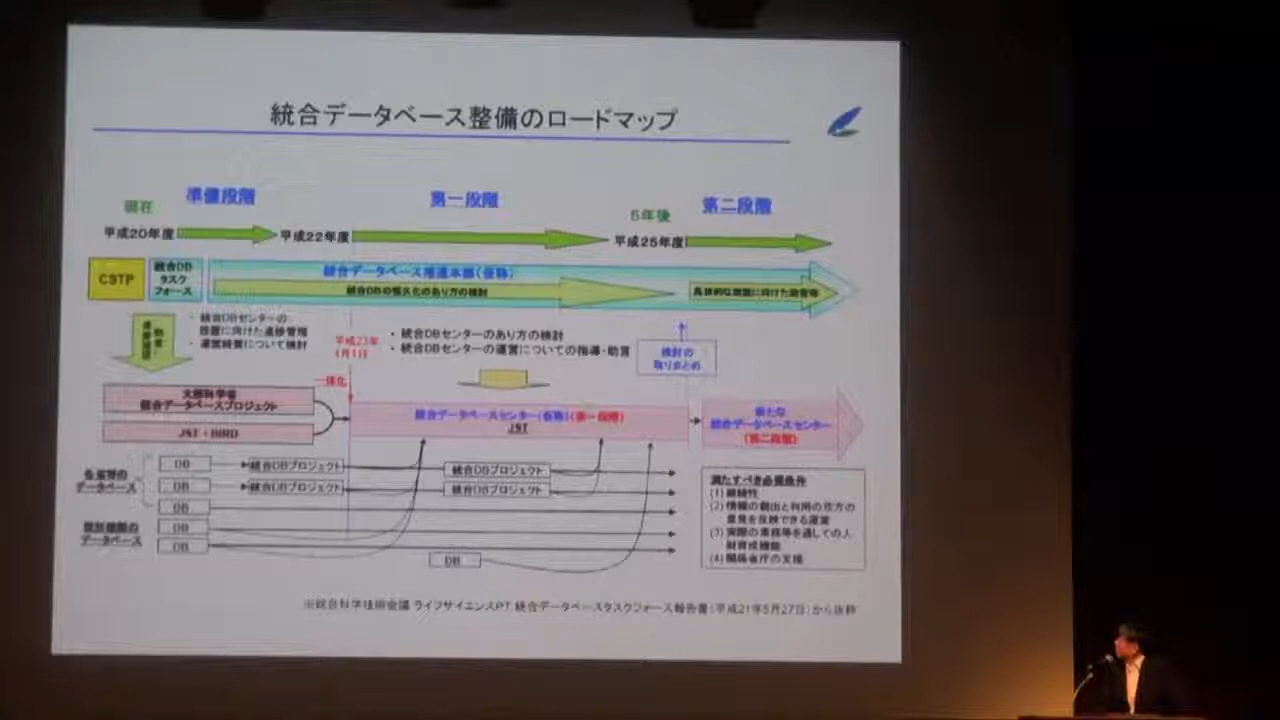 統合データベース整備のロードマップ
現在
準備段階
第一段階
5年後
第二段階
平成20年度
平成22年度
平成25年度
CSTP
統合DB
タスク
フォース
統合データベース推進本部(仮称)
統合DBの恒久化のあり方の検討
具体的な設置に向けた助言等
・ 統合DBセンターの
設置に向けた進捗管理
・ 運営経費について検討
平成23年
4月1日
・ 統合DBセンターのあり方の検討
・ 統合DBセンターの運営についての指導・助言
検討の
取りまとめ
一体化
文部科学省
統合データベースプロジェクト
JST・BIRD
統合データベースセンター(仮称)(第一段階)
JST
新たな
統合データベースセンター
(第二段階)
各省等の
データベース
DB
統合DBプロジェクト
統合DBプロジェクト
DB
統合DBプロジェクト
統合DBプロジェクト
DB
個別機関の
データベース
DB
DB
DB
満たすべき必須条件
(1) 継続性
(2) 情報の創出と利用の市方の
意見を反映できる運営
(3) 実際の業務等を通しての人
財育成機能
(4) 関係省庁の支援
※総合科学技術会議 ライフサイエンスPT 統合データベースタスクフォース報告書(平成21年5月27日)から抜粋